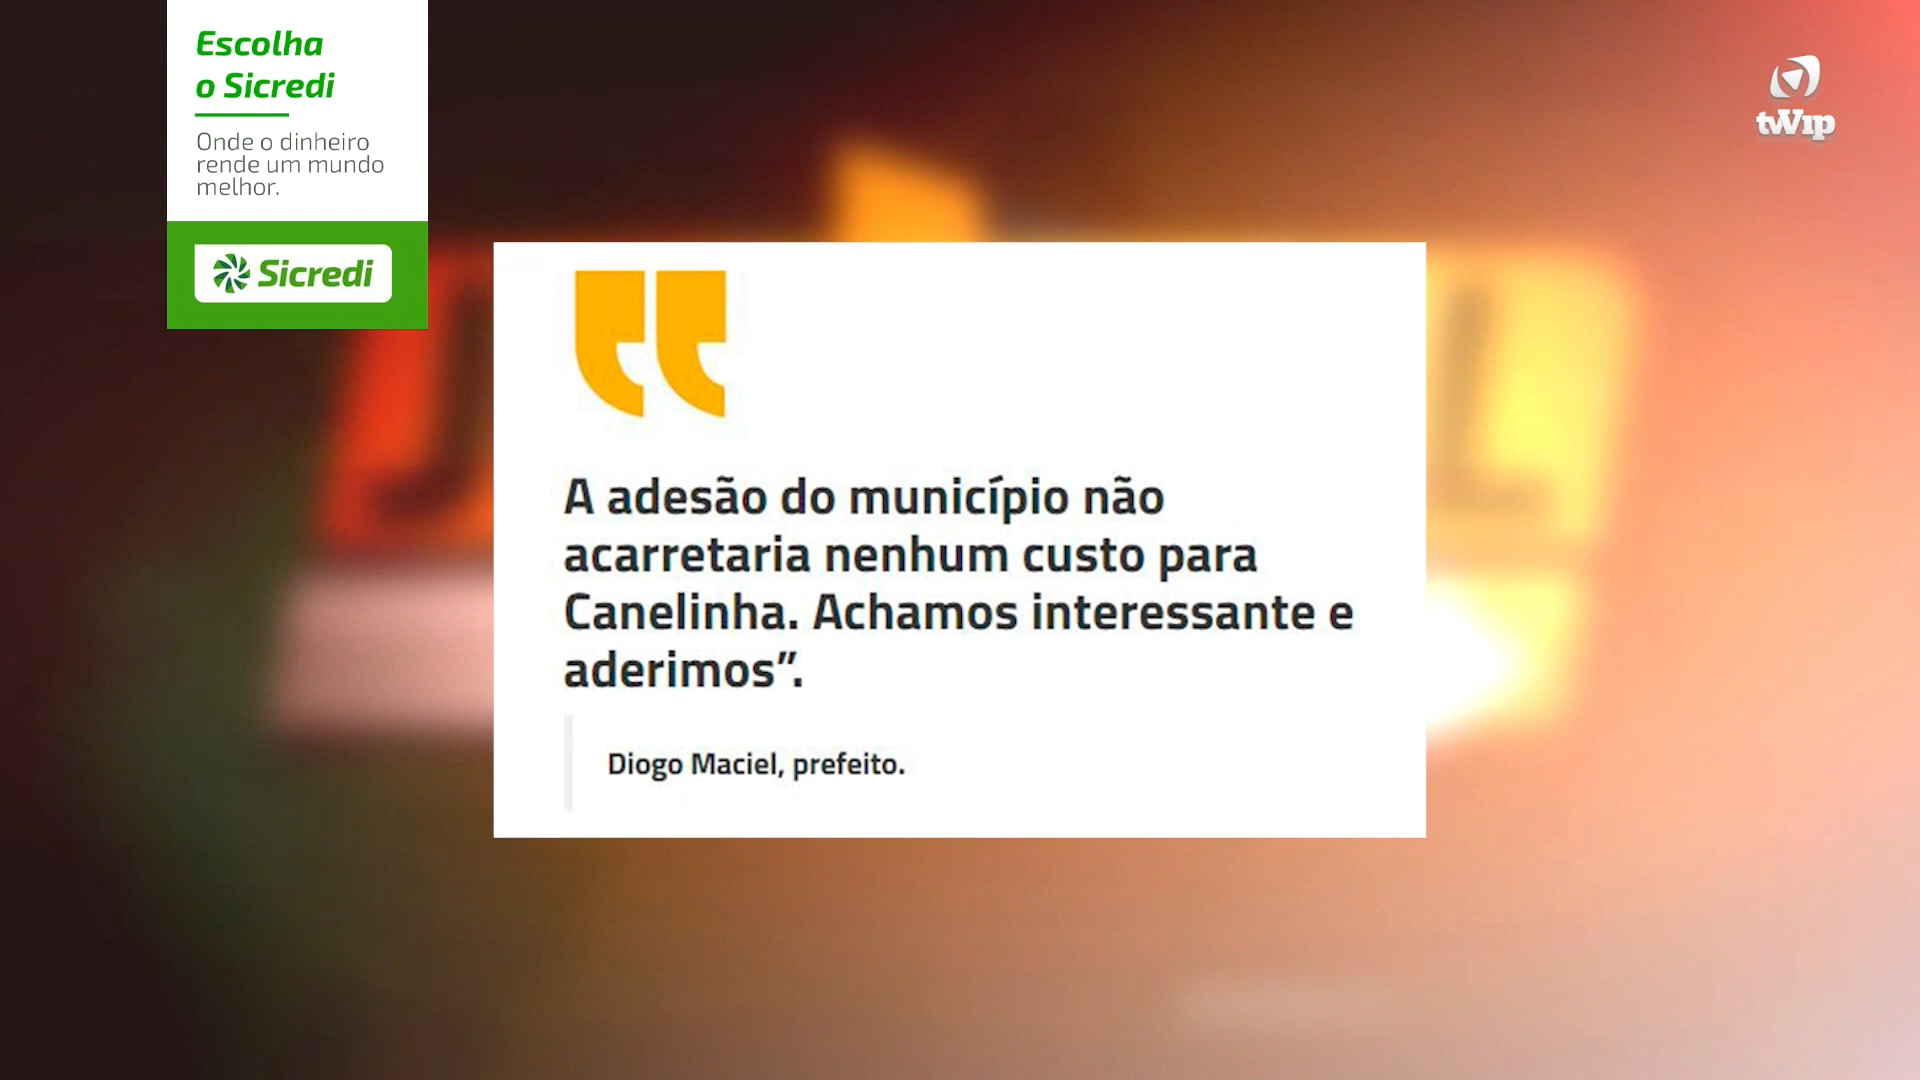 Escolha
o Sicredi
Onde o dinheiro
rende um mundo
melhor.
Sicredi
tvVip
A adesão do município não
acarretaria nenhum custo para
Canelinha. Achamos interessante e
aderimos”.
Diogo Maciel, prefeito.